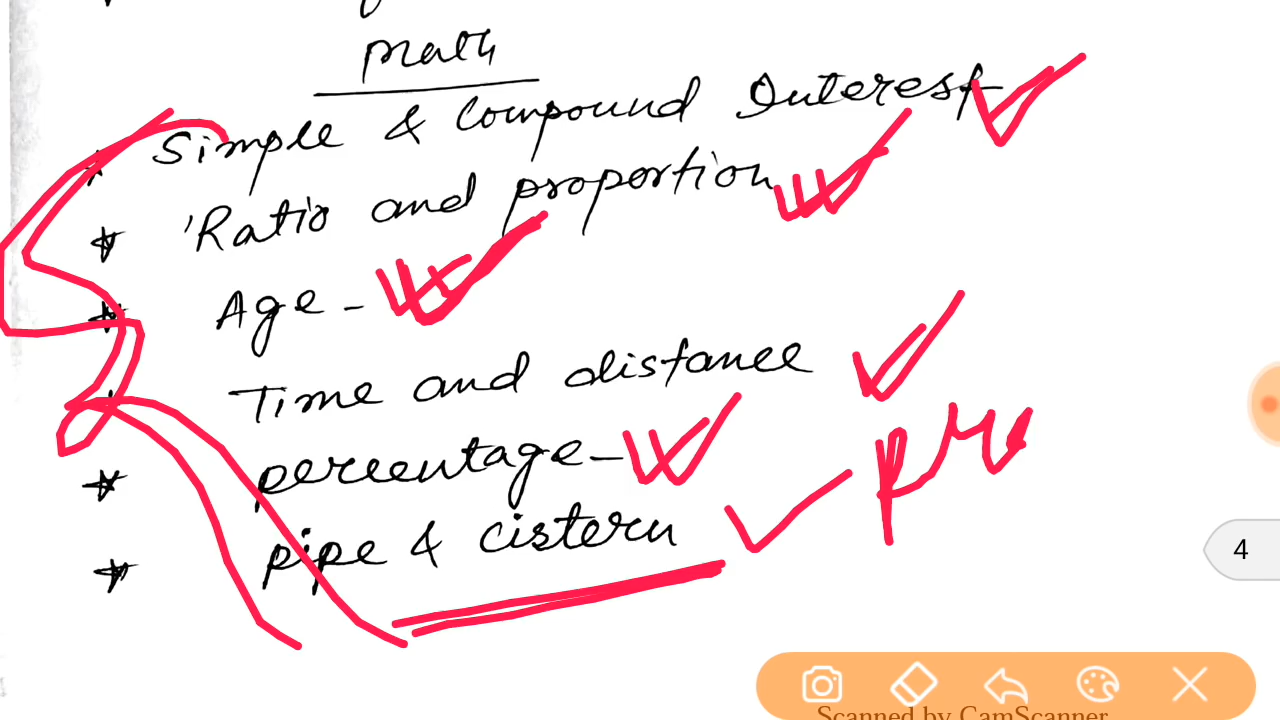 Math
Simple & Compound Interest
Ratio and proportion
Age -
Time and distance
percentage -
pipe & cistern
4
Scanned by CamScanner